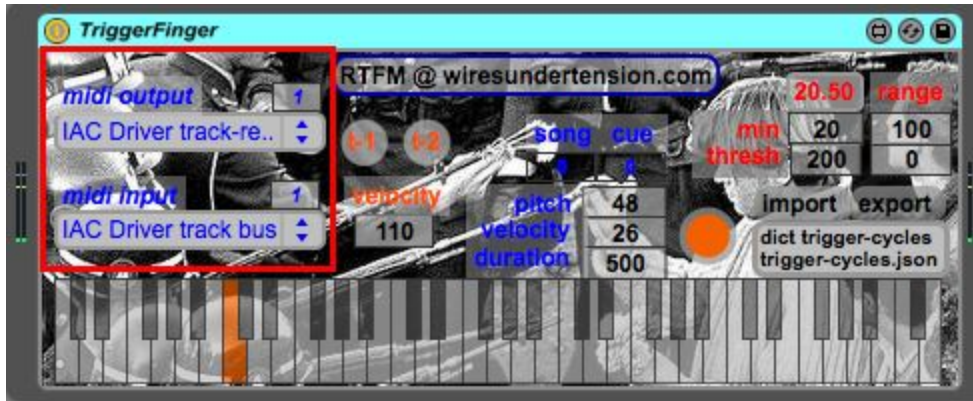 TriggerFinger
RTFM @ wiresundertension.com
midi output 1
IAC Driver track-re..
midi input 1
IAC Driver track bus
t-1 t-2
velocity
110
song cue
pitch 48
velocity 26
duration 500
20.50 range
min 20 100
thresh 200 0
import export
dict trigger-cycles
trigger-cycles.json